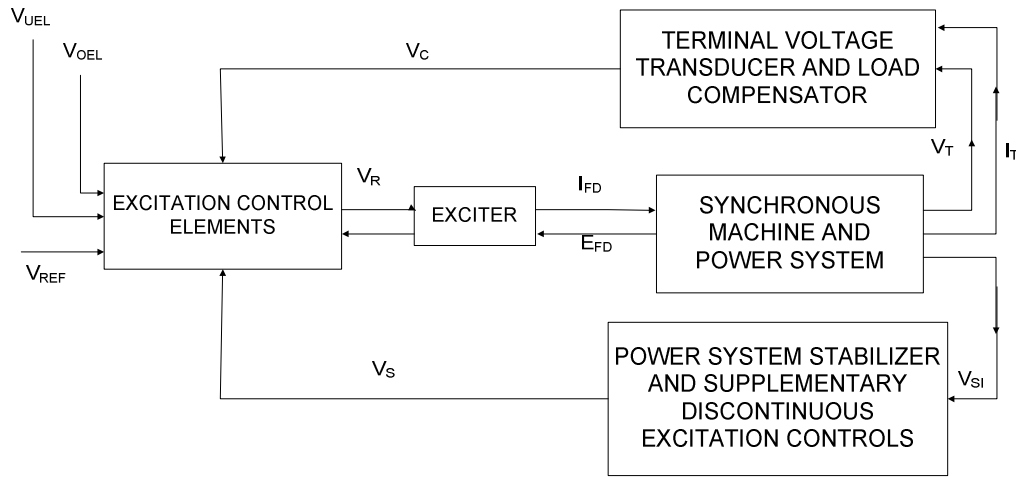 VUEL
VOEL
VC
TERMINAL VOLTAGE
TRANSDUCER AND LOAD
COMPENSATOR
VT
IT
EXCITATION CONTROL
ELEMENTS
VR
EXCITER
IFD
EFD
SYNCHRONOUS
MACHINE AND
POWER SYSTEM
VREF
VS
POWER SYSTEM STABILIZER
AND SUPPLEMENTARY
DISCONTINUOUS
EXCITATION CONTROLS
VSI